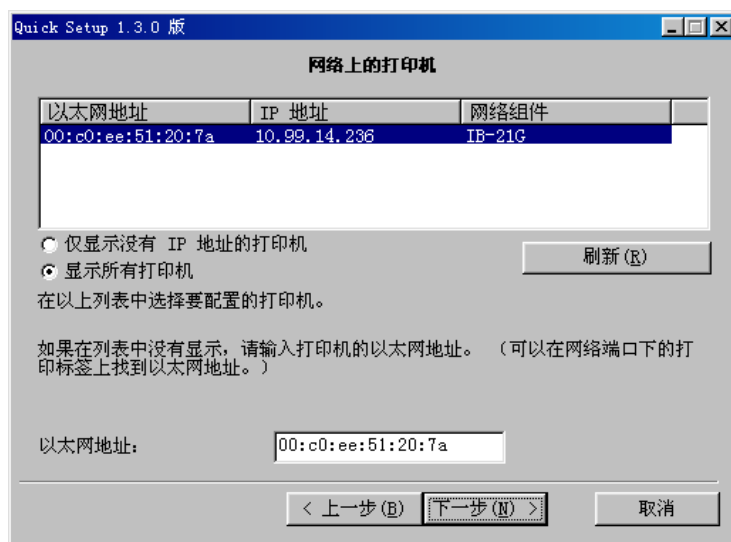 Quick Setup 1.3.0 版
网络上的打印机
以太网地址 IP 地址 网络组件
00:c0:ee:51:20:7a 10.99.14.236 IB-21G
仅显示没有 IP 地址的打印机
显示所有打印机
刷新(R)
在以上列表中选择要配置的打印机。
如果在列表中没有显示，请输入打印机的以太网地址。 （可以在网络端口下的打
印标签上找到以太网地址。）
以太网地址: 00:c0:ee:51:20:7a
< 上一步(B) 下一步(N) > 取消